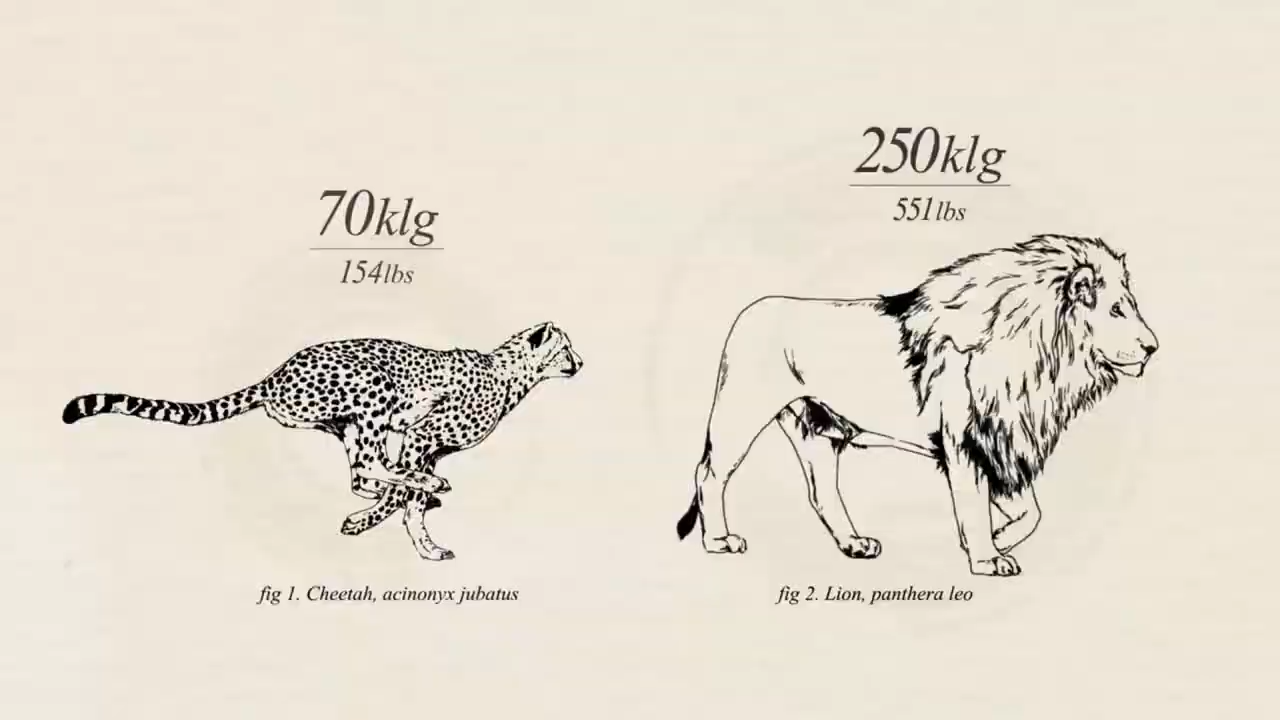 70klg
154lbs
fig 1. Cheetah, acinonyx jubatus
250klg
551lbs
fig 2. Lion, panthera leo